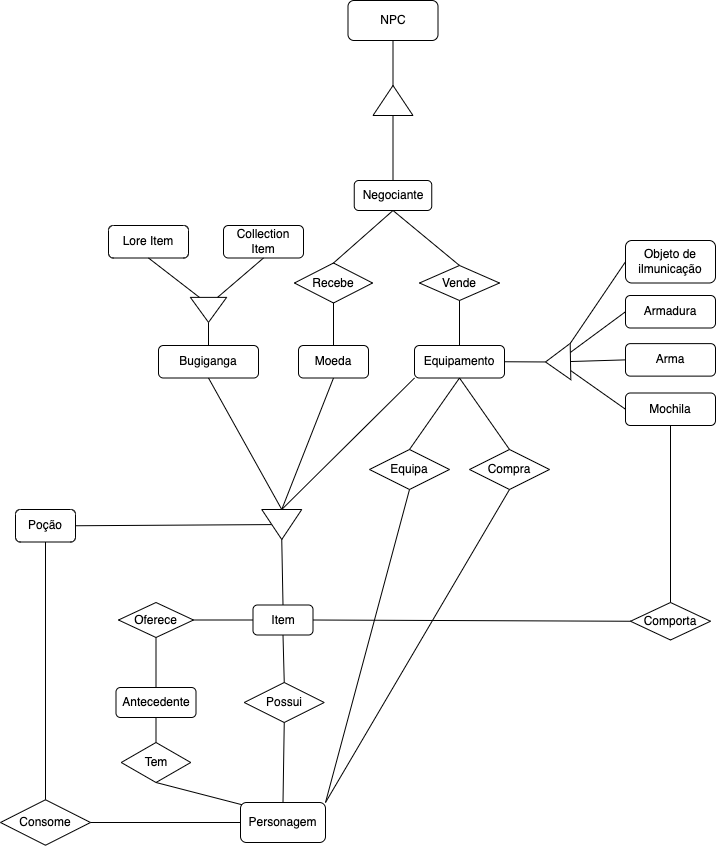 NPC
Negociante
Lore Item
Collection
Item
Objeto de
ilmunicação
Recebe
Vende
Armadura
Bugiganga
Moeda
Equipamento
Arma
Mochila
Equipa
Compra
Poção
Oferece
Item
Comporta
Antecedente
Possui
Tem
Consome
Personagem